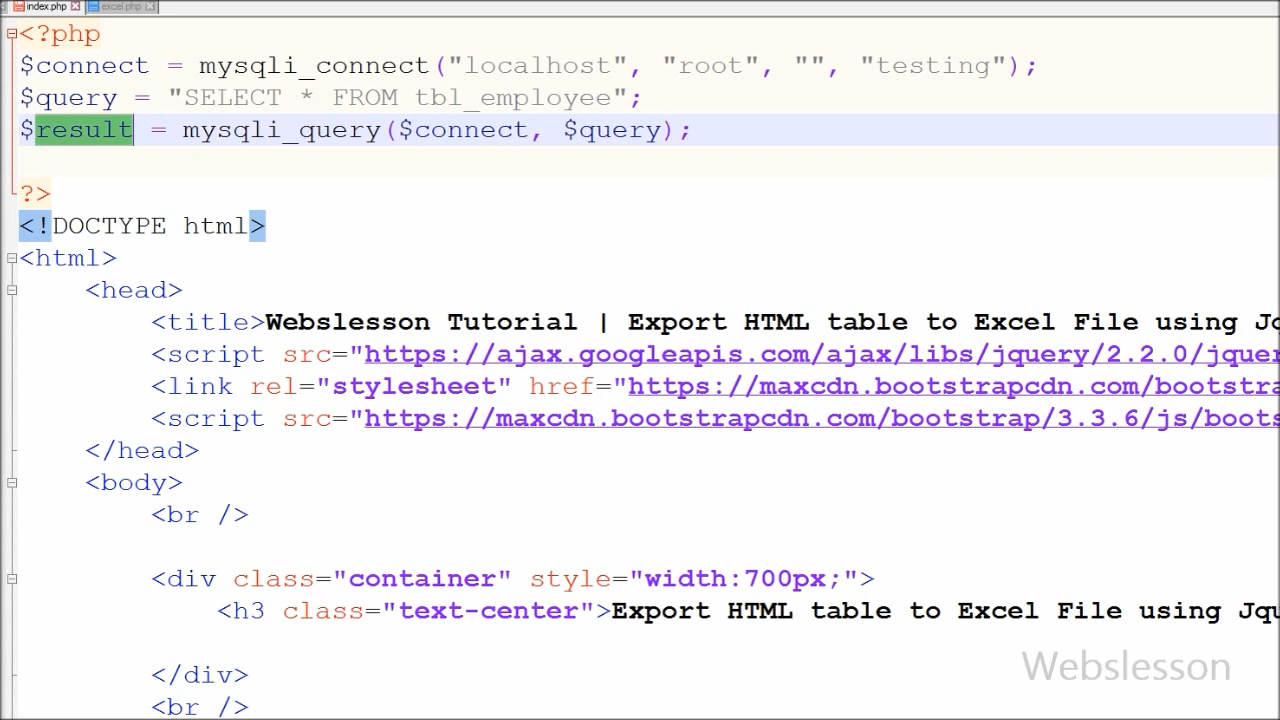 index.php excel.php
<?php
$connect = mysqli_connect("localhost", "root", "", "testing");
$query = "SELECT * FROM tbl_employee";
$result = mysqli_query($connect, $query);
?>
<!DOCTYPE html>
<html>
<head>
<title>Webslesson Tutorial | Export HTML table to Excel File using Jq
<script src="https://ajax.googleapis.com/ajax/libs/jquery/2.2.0/jquer
<link rel="stylesheet" href="https://maxcdn.bootstrapcdn.com/bootstra
<script src="https://maxcdn.bootstrapcdn.com/bootstrap/3.3.6/js/boots
</head>
<body>
<br />
<div class="container" style="width:700px;">
<h3 class="text-center">Export HTML table to Excel File using Jqu
</div>
Webslesson
<br />